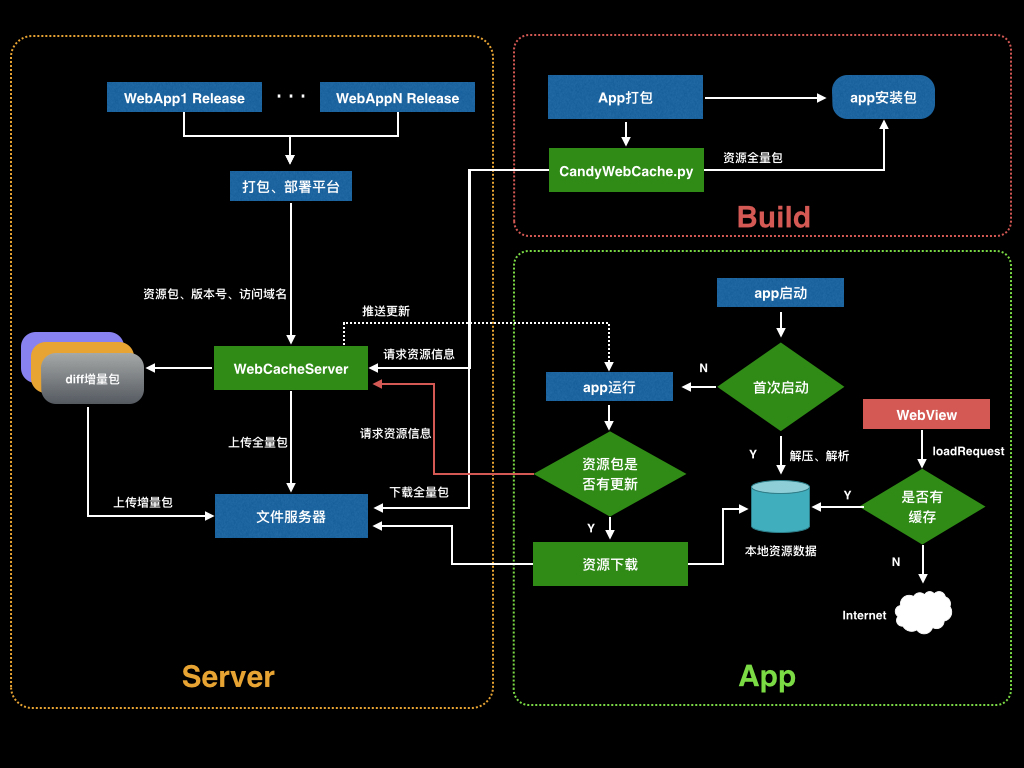 WebApp1 Release
. . .
WebAppN Release
打包、部署平台
资源包、版本号、访问域名
推送更新
请求资源信息
diff增量包
WebCacheServer
请求资源信息
上传全量包
上传增量包
下载全量包
文件服务器
Server
App打包
app安装包
CandyWebCache.py
资源全量包
Build
app启动
N
app运行
首次启动
WebView
资源包是
否有更新
Y
解压、解析
loadRequest
Y
是否有
缓存
Y
资源下载
本地资源数据
N
Internet
App